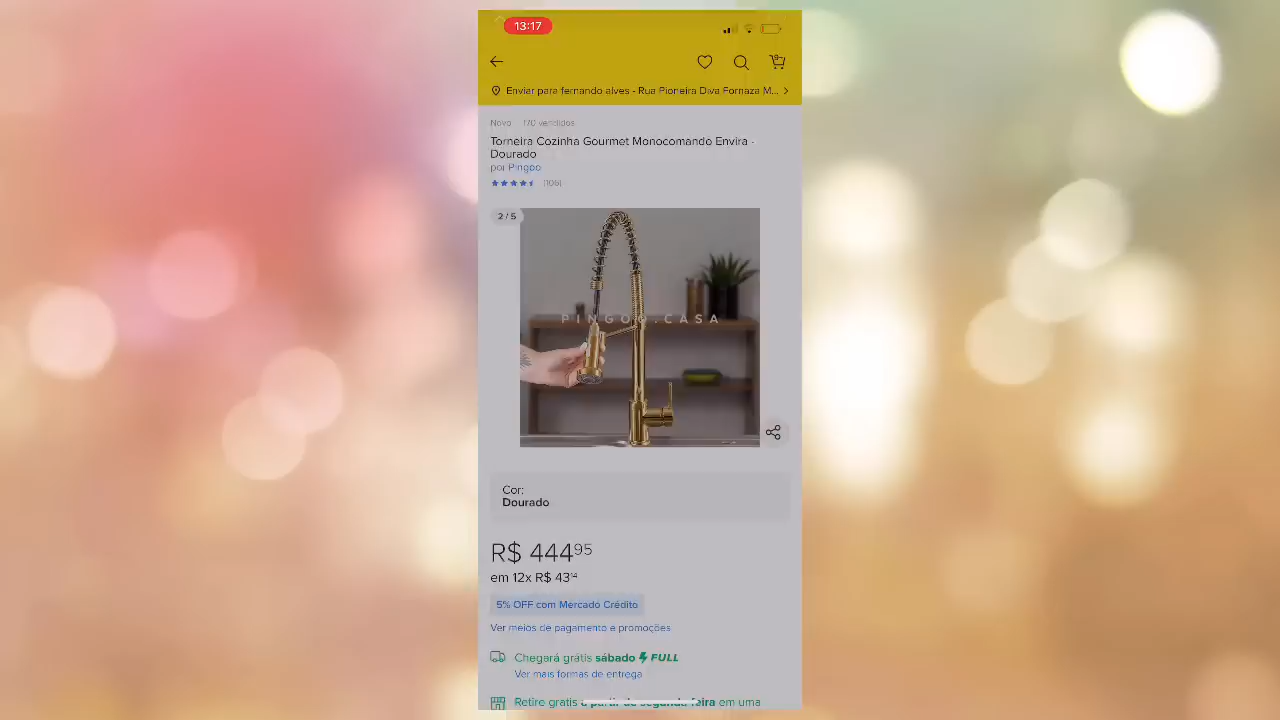 13:17
Enviar para fernando alves - Rua Pioneira Diva Fornaza M...
Novo 170 vendidos
Torneira Cozinha Gourmet Monocomando Envira -
Dourado
por Pingoo
(106)
2 / 5
PINGOO.CASA
Cor:
Dourado
R$ 444 95
em 12x R$ 43 14
5% OFF com Mercado Crédito
Ver meios de pagamento e promoções
Chegará grátis sábado FULL
Ver mais formas de entrega
Retire grátis a partir de segunda-feira em uma